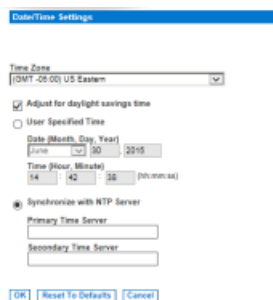 Date/Time Settings
Time Zone
(GMT -05:00) US Eastern
Adjust for daylight savings time
User Specified Time
Date (Month, Day, Year)
June 30, 2015
Time (Hour, Minute)
14 : 42 : 38 (hh:mm:ss)
Synchronize with NTP Server
Primary Time Server
Secondary Time Server
OK Reset To Defaults Cancel